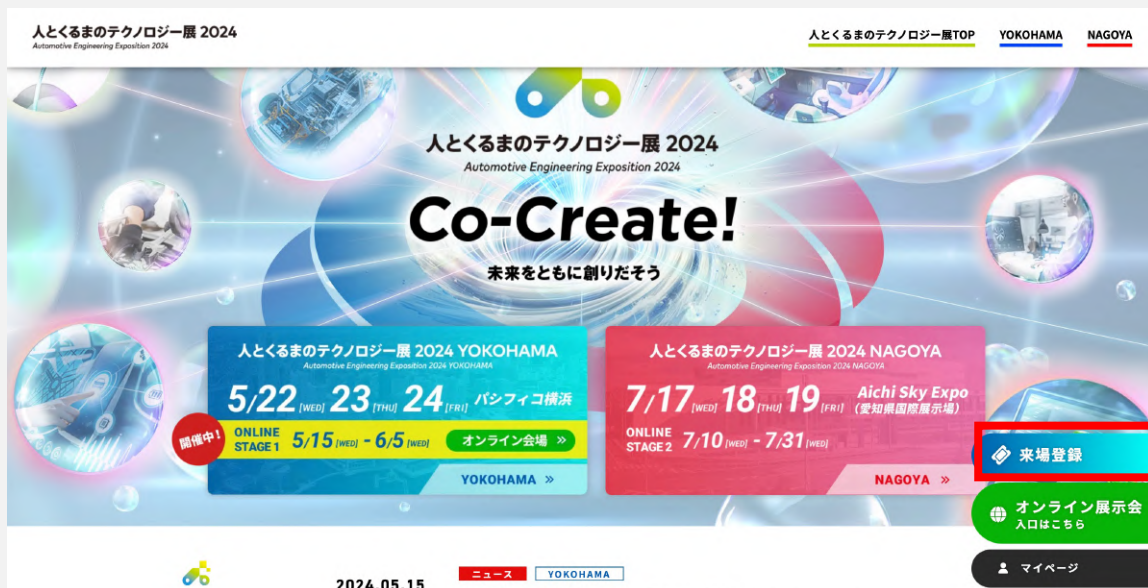 人とくるまのテクノロジー展 2024
Automotive Engineering Exposition 2024
人とくるまのテクノロジー展TOP
YOKOHAMA
NAGOYA
人とくるまのテクノロジー展 2024
Automotive Engineering Exposition 2024
Co-Create!
未来をともに創りだそう
人とくるまのテクノロジー展 2024 YOKOHAMA
Automotive Engineering Exposition 2024 YOKOHAMA
5/22 [WED] 23 [THU] 24 [FRI] パシフィコ横浜
開催中!
ONLINE STAGE 1 5/15 [WED] - 6/5 [WED] オンライン会場 »
YOKOHAMA »
人とくるまのテクノロジー展 2024 NAGOYA
Automotive Engineering Exposition 2024 NAGOYA
7/17 [WED] 18 [THU] 19 [FRI] Aichi Sky Expo
(愛知県国際展示場)
ONLINE STAGE 2 7/10 [WED] - 7/31 [WED]
NAGOYA »
来場登録
オンライン展示会
入口はこちら
マイページ
2024.05.15
ニュース
YOKOHAMA